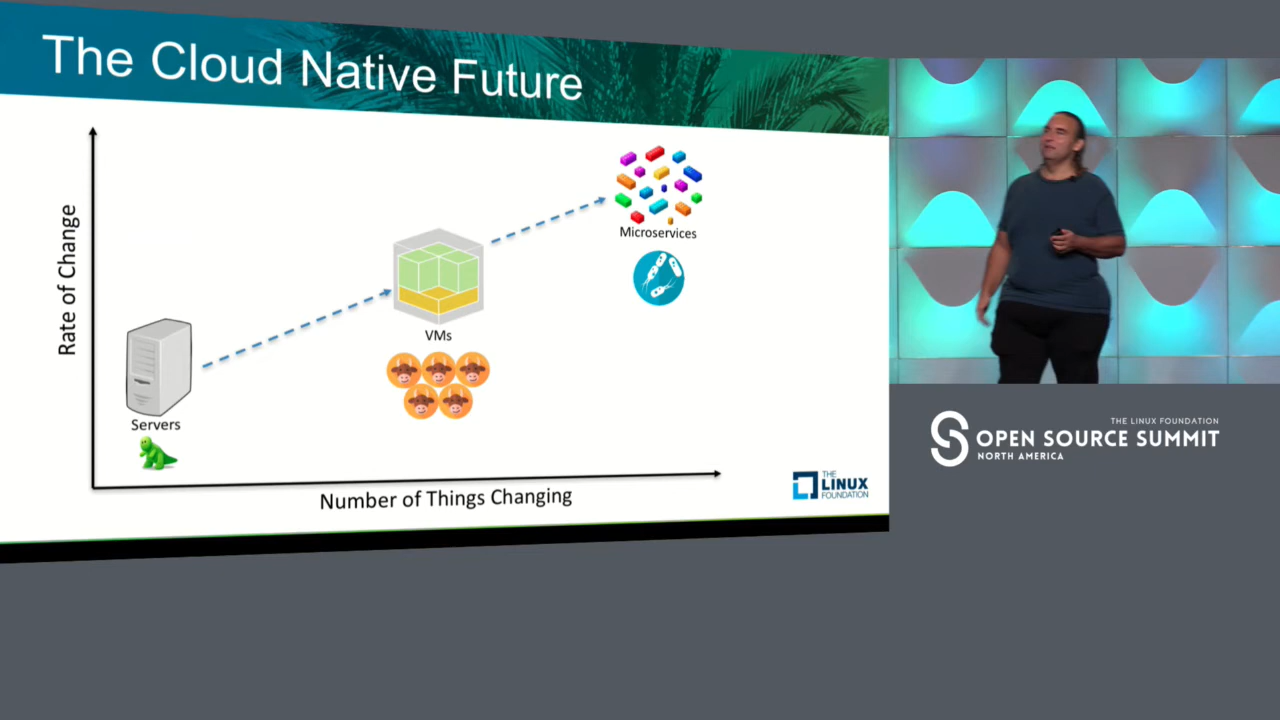 The Cloud Native Future
Rate of Change
Microservices
VMs
Servers
Number of Things Changing
THE
LINUX
FOUNDATION
THE LINUX FOUNDATION
OPEN SOURCE SUMMIT
NORTH AMERICA